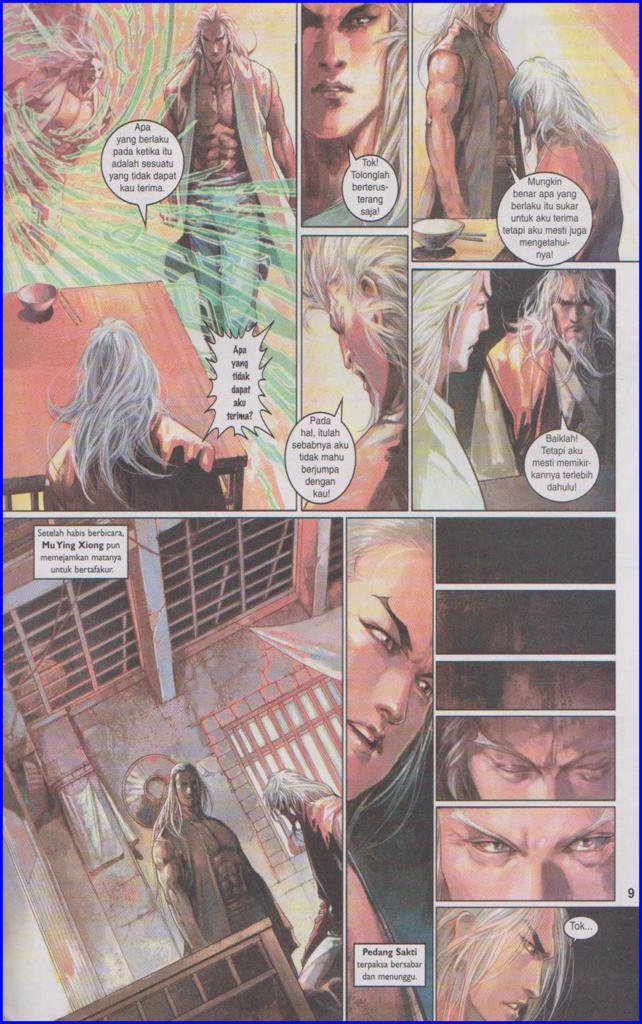 Apa
yang berlaku
pada ketika itu
adalah sesuatu
yang tidak dapat
kau terima.
Apa
yang
tidak
dapat
aku
terima?
Tok!
Tolonglah
berterus-
terang
saja!
Mungkin
benar apa yang
berlaku itu sukar
untuk aku terima
tetapi aku mesti juga
mengetahui-
nya!
Pada
hal, itulah
sebabnya aku
tidak mahu
berjumpa
dengan
kau!
Baiklah!
Tetapi aku
mesti memikir-
kannya terlebih
dahulu!
Setelah habis berbicara,
Mu Ying Xiong pun
memejamkan matanya
untuk bertafakur.
Pedang Sakti
terpaksa bersabar
dan menunggu.
Tok...
9